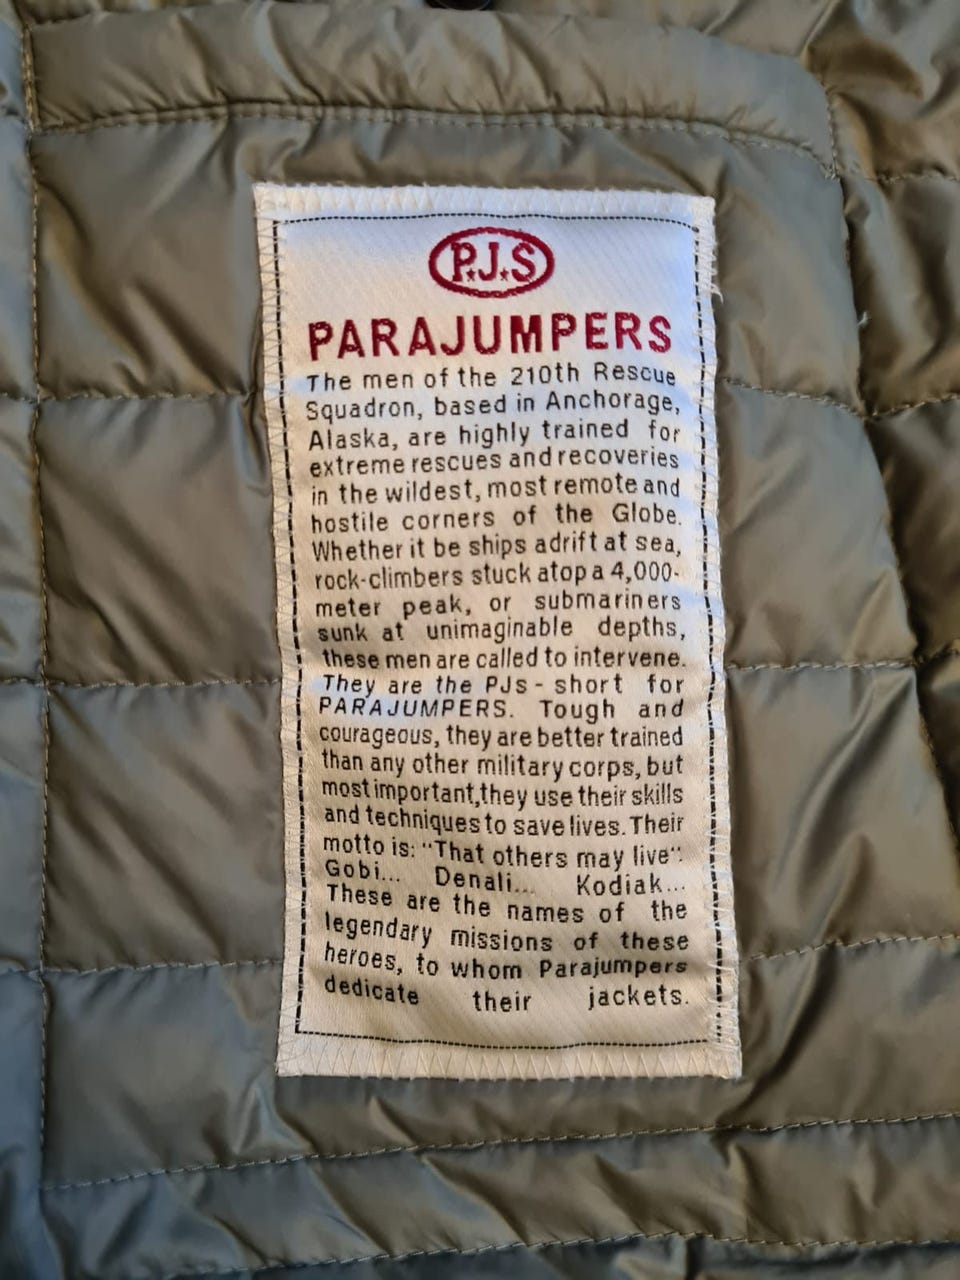 P.J.S
PARAJUMPERS
The men of the 210th Rescue
Squadron, based in Anchorage,
Alaska, are highly trained for
extreme rescues and recoveries
in the wildest, most remote and
hostile corners of the Globe.
Whether it be ships adrift at sea,
rock-climbers stuck atop a 4,000-
meter peak, or submariners
sunk at unimaginable depths,
these men are called to intervene.
They are the PJs - short for
PARAJUMPERS. Tough and
courageous, they are better trained
than any other military corps, but
most important,they use their skills
and techniques to save lives. Their
motto is: “That others may live“.
Gobi... Denali... Kodiak...
These are the names of the
legendary missions of these
heroes, to whom Parajumpers
dedicate their jackets.